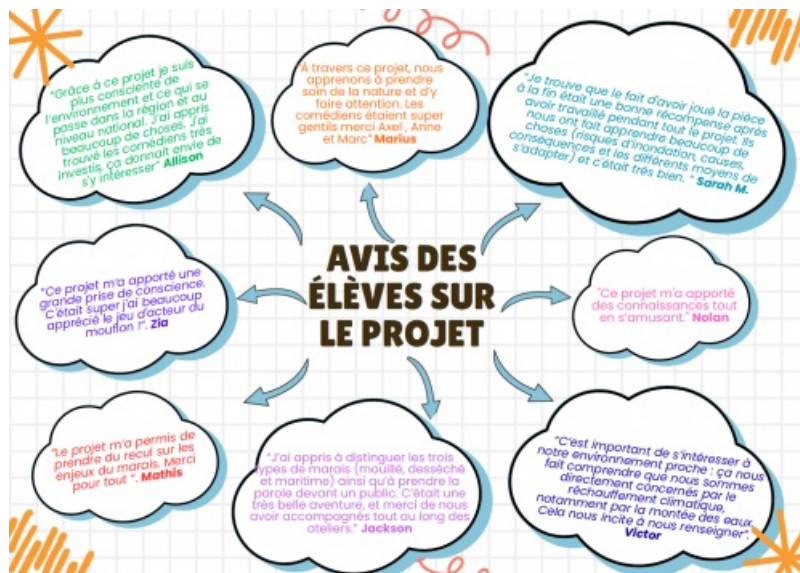 "Grâce à ce projet je suis
plus consciente de
l'environnement et ce qui se
passe dans la région et au
niveau national. J'ai appris
beaucoup de choses. J'ai
trouvé les comédiens très
investis, ça donnait envie de
s'y intéresser" Allison
"À travers ce projet, nous
apprenons à prendre
soin de la nature et d'y
faire attention. Les
comédiens étaient super
gentils merci Axel , Anne
et Marc" Marius
"Je trouve que le fait d'avoir joué la pièce
à la fin était une bonne récompense après
avoir travaillé pendant tout le projet. Ils
nous ont fait apprendre beaucoup de
choses (risques d'inondation, causes,
conséquences et les différents moyens de
s'adapter) et c'était très bien. " Sarah M.
AVIS DES
ÉLÈVES SUR
LE PROJET
"Ce projet m'a apporté une
grande prise de conscience.
C'était super j'ai beaucoup
apprécié le jeu d'acteur du
mouflon !". Zia
"Ce projet m'a apporté
des connaissances tout
en s'amusant." Nolan
"Le projet m'a permis de
prendre du recul sur les
enjeux du marais. Merci
pour tout ". Mathis
"J'ai appris à distinguer les trois
types de marais (mouillé, desséché
et maritime) ainsi qu'à prendre la
parole devant un public. C'était une
très belle aventure, et merci de nous
avoir accompagnés tout au long des
ateliers." Jackson
"C'est important de s'intéresser à
notre environnement proche : ça nous
fait comprendre que nous sommes
directement concernés par le
réchauffement climatique,
notamment par la montée des eaux.
Cela nous incite à nous renseigner".
Victor